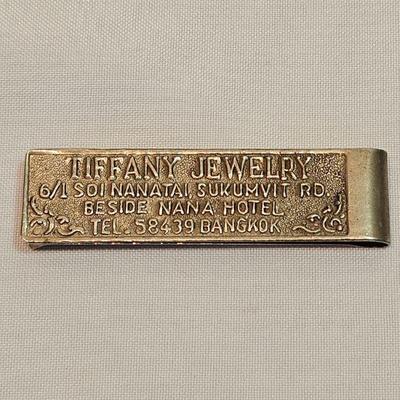 TIFFANY JEWELRY
6/1 SOI NANATAI, SUKUMVIT RD.
BESIDE NANA HOTEL
TEL. 58439 BANGKOK